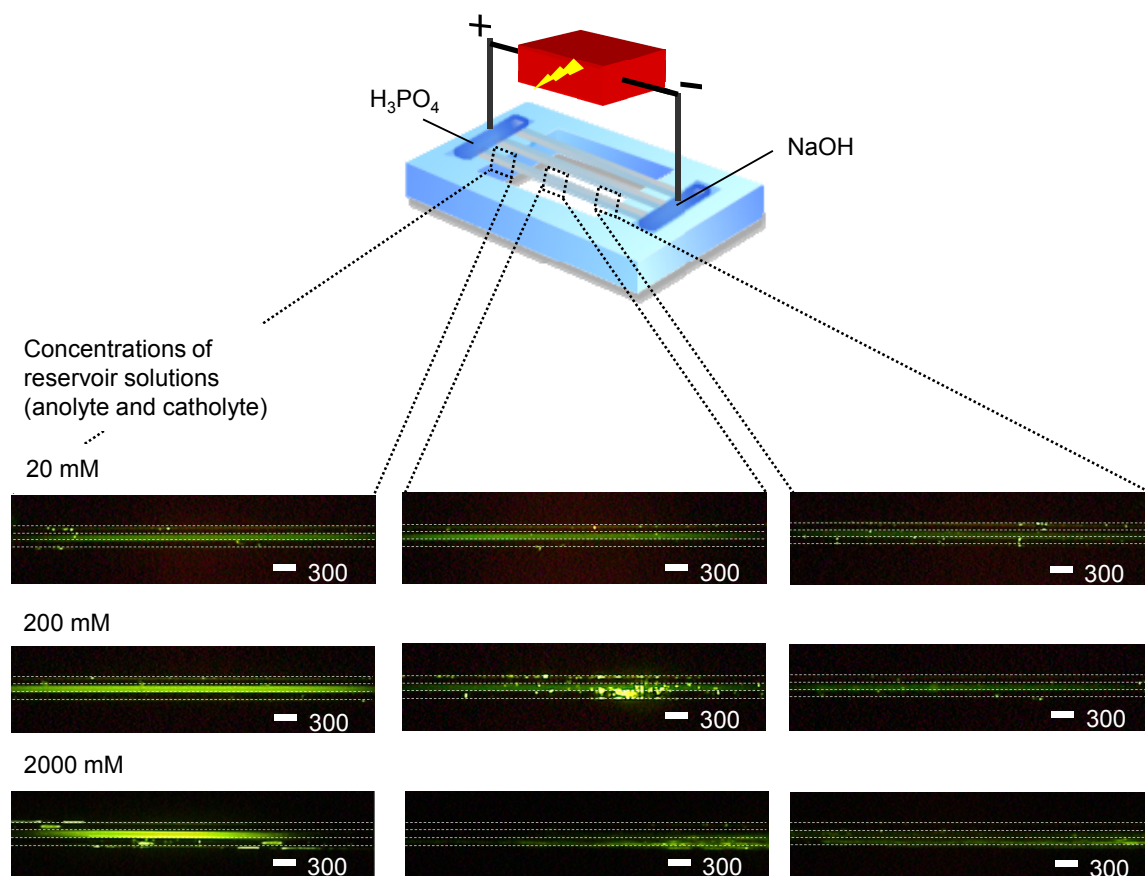 +
−
H₃PO₄
NaOH
Concentrations of
reservoir solutions
(anolyte and catholyte)
20 mM
300
300
300
200 mM
300
300
300
2000 mM
300
300
300